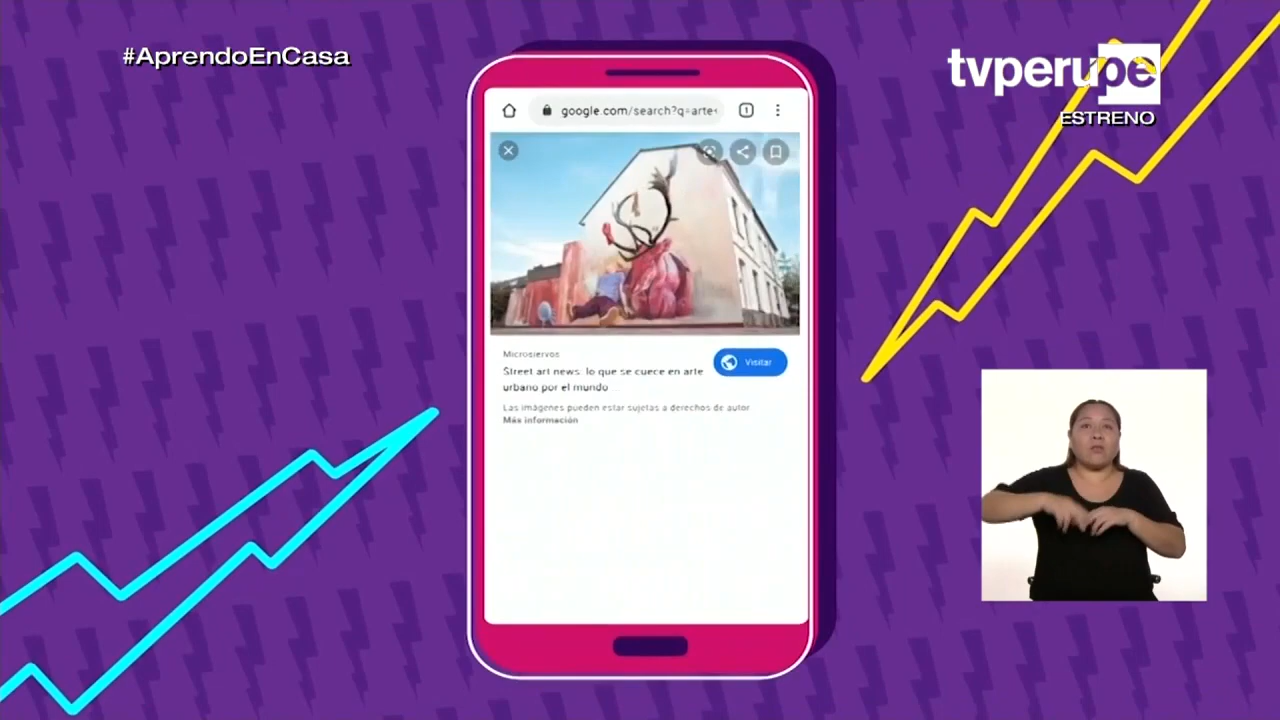 #AprendoEnCasa
tvperupe
ESTRENO
google.com/search?q=arte
1
Microsiervos
Visitar
Street art news: lo que se cuece en arte
urbano por el mundo ...
Las imágenes pueden estar sujetas a derechos de autor
Más información